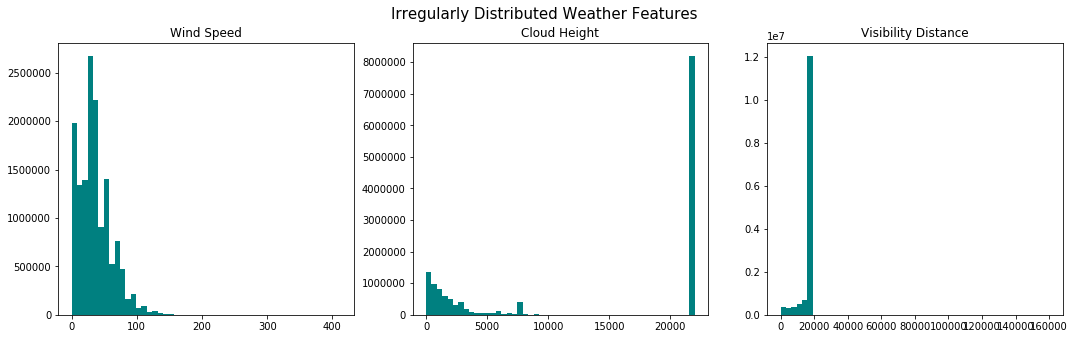 Irregularly Distributed Weather Features
Wind Speed
2500000
2000000
1500000
1000000
500000
0
0 100 200 300 400
Cloud Height
8000000
7000000
6000000
5000000
4000000
3000000
2000000
1000000
0
0 5000 10000 15000 20000
Visibility Distance
1e7
1.2
1.0
0.8
0.6
0.4
0.2
0.0
0 20000 40000 60000 80000 100000 120000 140000 160000